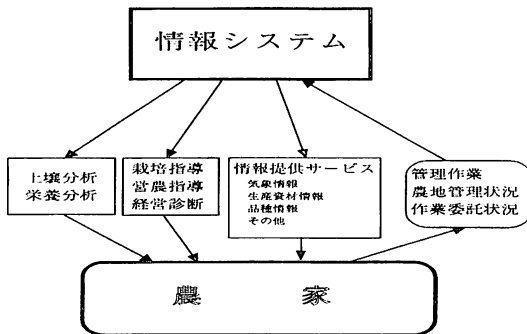 情報システム
土壌分析
栄養分析
栽培指導
営農指導
経営診断
情報提供サービス
気象情報
生産資材情報
品種情報
その他
管理作業
農地管理状況
作業委託状況
農 家